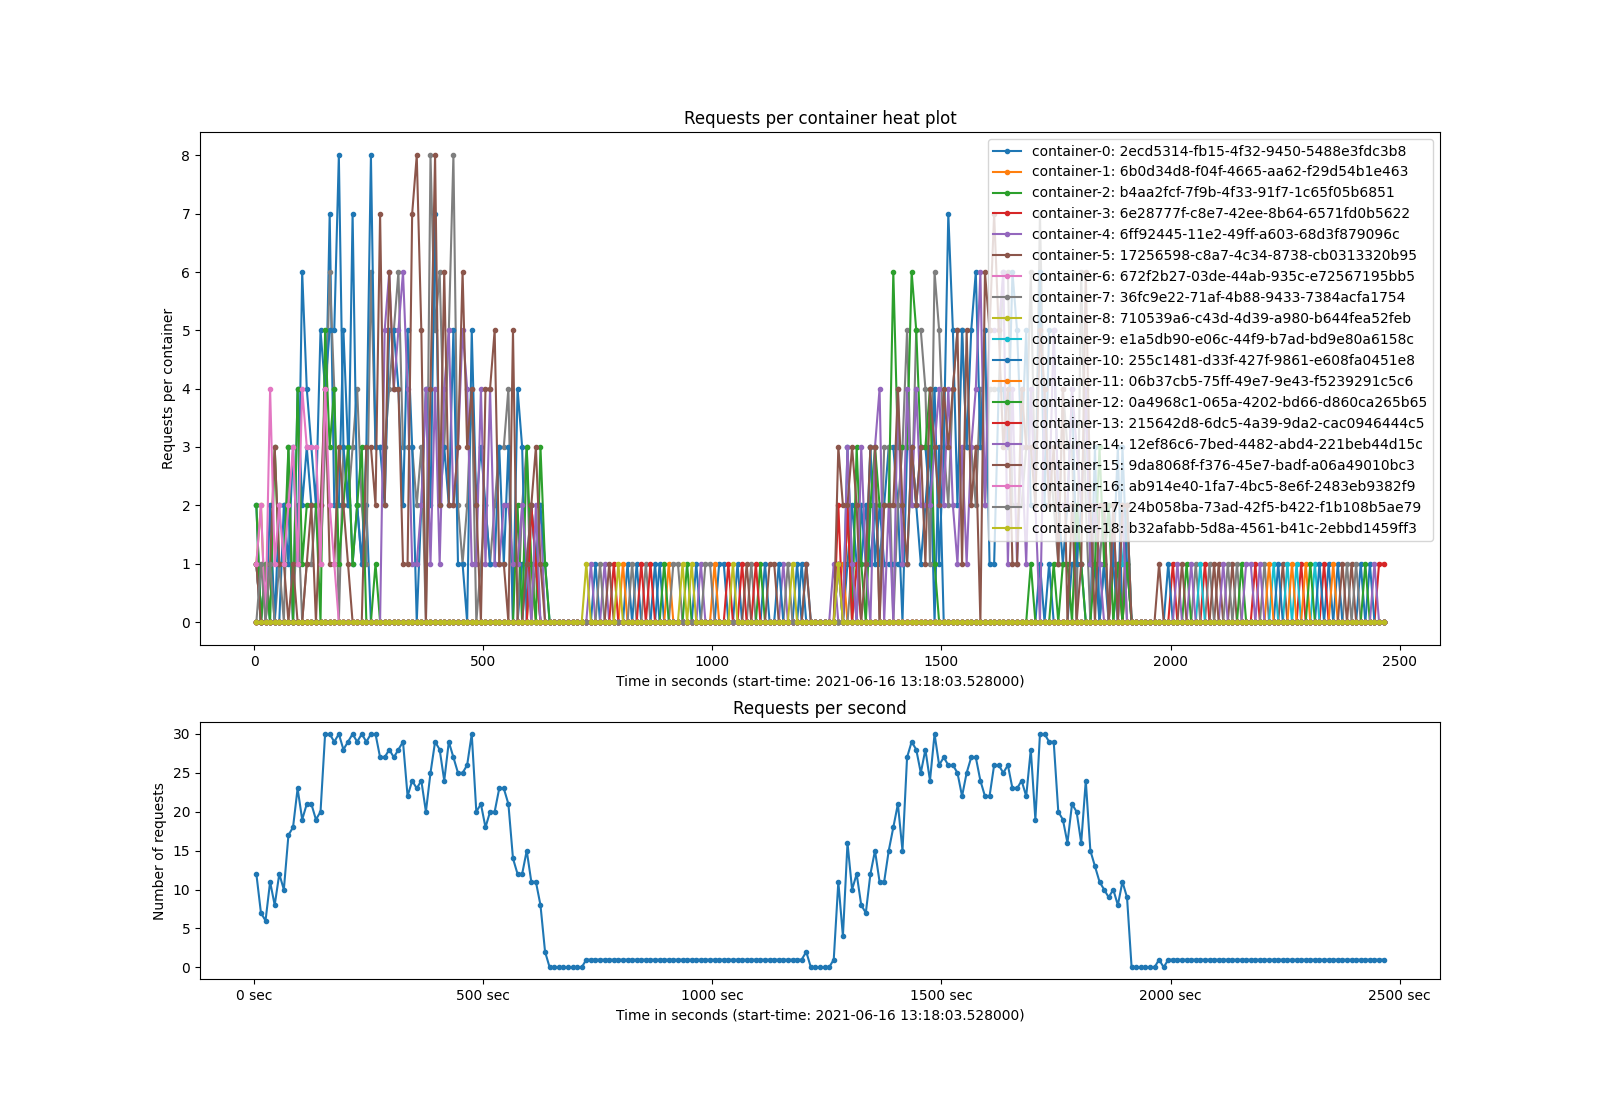 Requests per container heat plot
Requests per container
8
7
6
5
4
3
2
1
0
container-0: 2ecd5314-fb15-4f32-9450-5488e3fdc3b8
container-1: 6b0d34d8-f04f-4665-aa62-f29d54b1e463
container-2: b4aa2fcf-7f9b-4f33-91f7-1c65f05b6851
container-3: 6e28777f-c8e7-42ee-8b64-6571fd0b5622
container-4: 6ff92445-11e2-49ff-a603-68d3f879096c
container-5: 17256598-c8a7-4c34-8738-cb0313320b95
container-6: 672f2b27-03de-44ab-935c-e72567195bb5
container-7: 36fc9e22-71af-4b88-9433-7384acfa1754
container-8: 710539a6-c43d-4d39-a980-b644fea52feb
container-9: e1a5db90-e06c-44f9-b7ad-bd9e80a6158c
container-10: 255c1481-d33f-427f-9861-e608fa0451e8
container-11: 06b37cb5-75ff-49e7-9e43-f5239291c5c6
container-12: 0a4968c1-065a-4202-bd66-d860ca265b65
container-13: 215642d8-6dc5-4a39-9da2-cac0946444c5
container-14: 12ef86c6-7bed-4482-abd4-221beb44d15c
container-15: 9da8068f-f376-45e7-badf-a06a49010bc3
container-16: ab914e40-1fa7-4bc5-8e6f-2483eb9382f9
container-17: 24b058ba-73ad-42f5-b422-f1b108b5ae79
container-18: b32afabb-5d8a-4561-b41c-2ebbd1459ff3
0 500 1000 1500 2000 2500
Time in seconds (start-time: 2021-06-16 13:18:03.528000)
Requests per second
Number of requests
30
25
20
15
10
5
0
0 sec 500 sec 1000 sec 1500 sec 2000 sec 2500 sec
Time in seconds (start-time: 2021-06-16 13:18:03.528000)